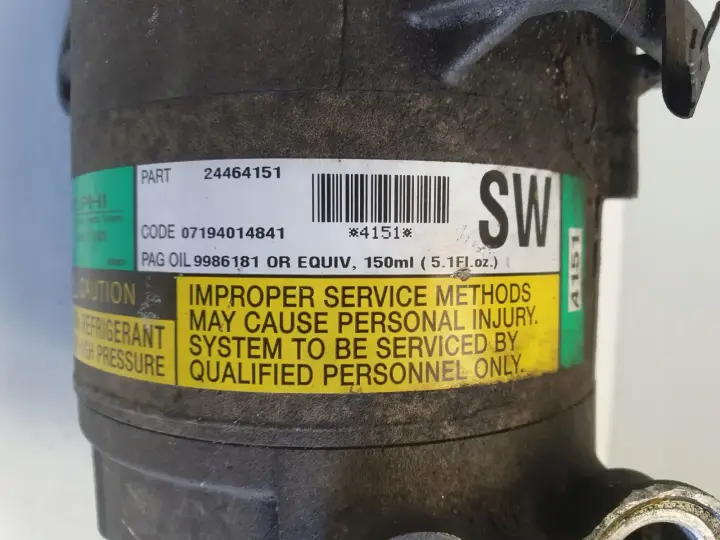 PART 24464151
*4151*
SW
CODE 07194014841
PAG OIL 9986181 OR EQUIV, 150ml (5.1Fl.oz.)
4151
CAUTION
REFRIGERANT
HIGH PRESSURE
IMPROPER SERVICE METHODS
MAY CAUSE PERSONAL INJURY.
SYSTEM TO BE SERVICED BY
QUALIFIED PERSONNEL ONLY.